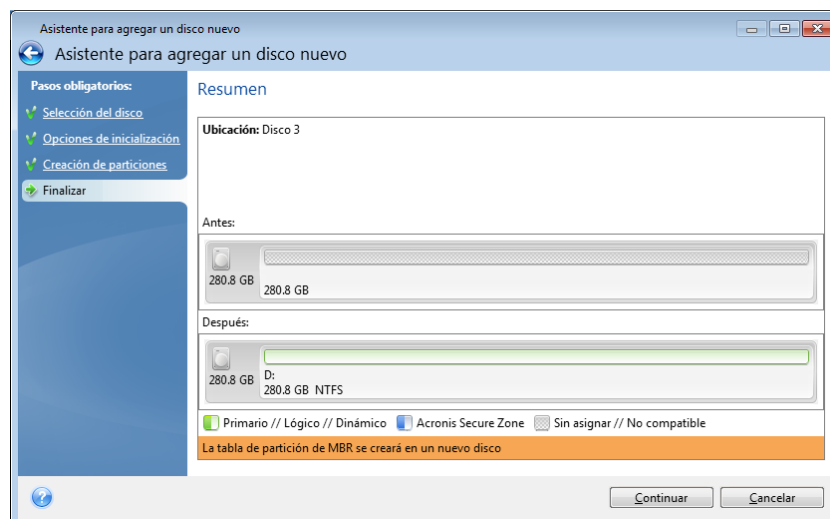 Asistente para agregar un disco nuevo
Asistente para agregar un disco nuevo
Pasos obligatorios:
Selección del disco
Opciones de inicialización
Creación de particiones
Finalizar
Resumen
Ubicación: Disco 3
Antes:
280.8 GB
280.8 GB
Después:
280.8 GB
D:
280.8 GB NTFS
Primario // Lógico // Dinámico Acronis Secure Zone Sin asignar // No compatible
La tabla de partición de MBR se creará en un nuevo disco
Continuar Cancelar